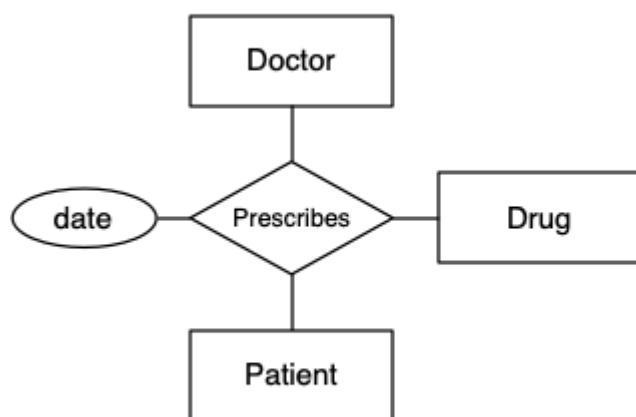 Doctor
date
Prescribes
Drug
Patient